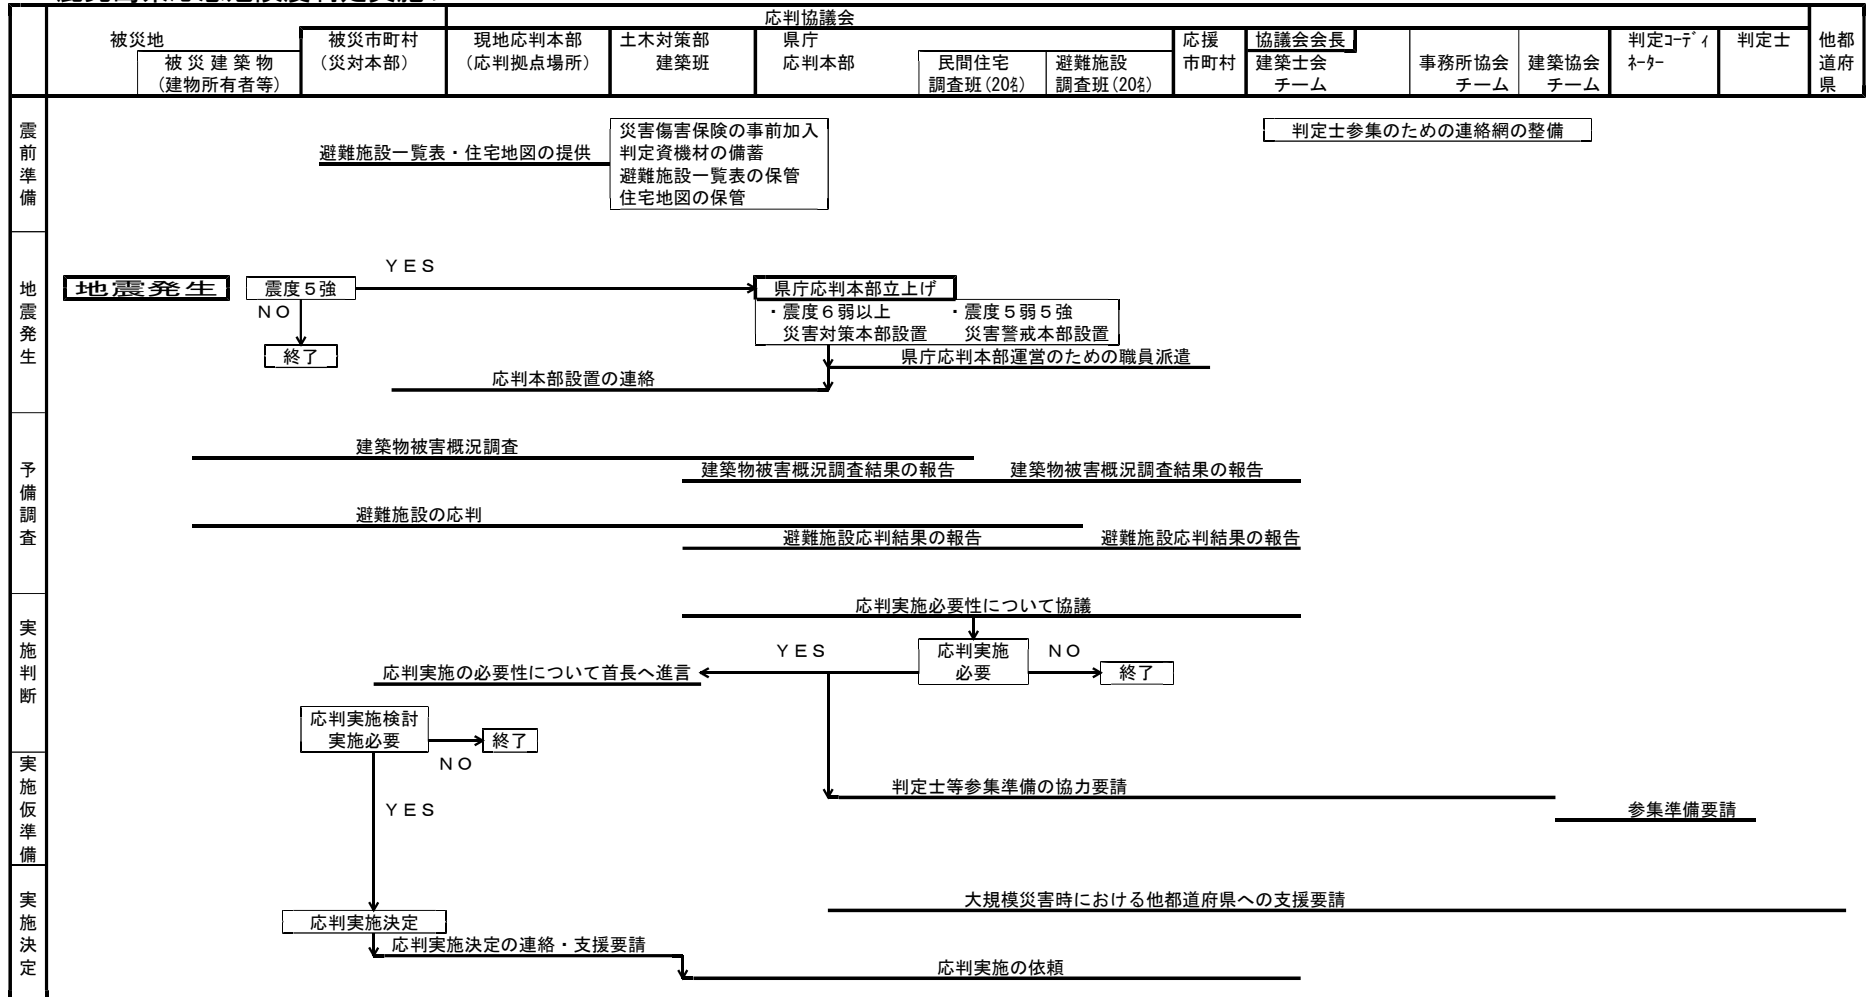 応判協議会
被災地
被災建築物
(建物所有者等)
被災市町村
(災対本部)
現地応判本部
(応判拠点場所)
土木対策部
建築班
県庁
応判本部
民間住宅
調査班(20名)
避難施設
調査班(20名)
応援
市町村
協議会会長
建築士会
チーム
事務所協会
チーム
建築協会
チーム
判定コーディ
ネーター
判定士
他都
道府
県
震前準備
避難施設一覧表・住宅地図の提供
災害傷害保険の事前加入
判定資機材の備蓄
避難施設一覧表の保管
住宅地図の保管
判定士参集のための連絡網の整備
地震発生
地震発生
震度5強
YES
NO
終了
県庁応判本部立上げ
・震度6弱以上 ・震度5弱5強
災害対策本部設置 災害警戒本部設置
県庁応判本部運営のための職員派遣
応判本部設置の連絡
予備調査
建築物被害概況調査
建築物被害概況調査結果の報告 建築物被害概況調査結果の報告
避難施設の応判
避難施設応判結果の報告 避難施設応判結果の報告
実施判断
応判実施必要性について協議
応判実施
必要
YES
NO
終了
応判実施の必要性について首長へ進言
応判実施検討
実施必要
終了
NO
実施仮準備
YES
判定士等参集準備の協力要請
参集準備要請
実施決定
大規模災害時における他都道府県への支援要請
応判実施決定
応判実施決定の連絡・支援要請
応判実施の依頼